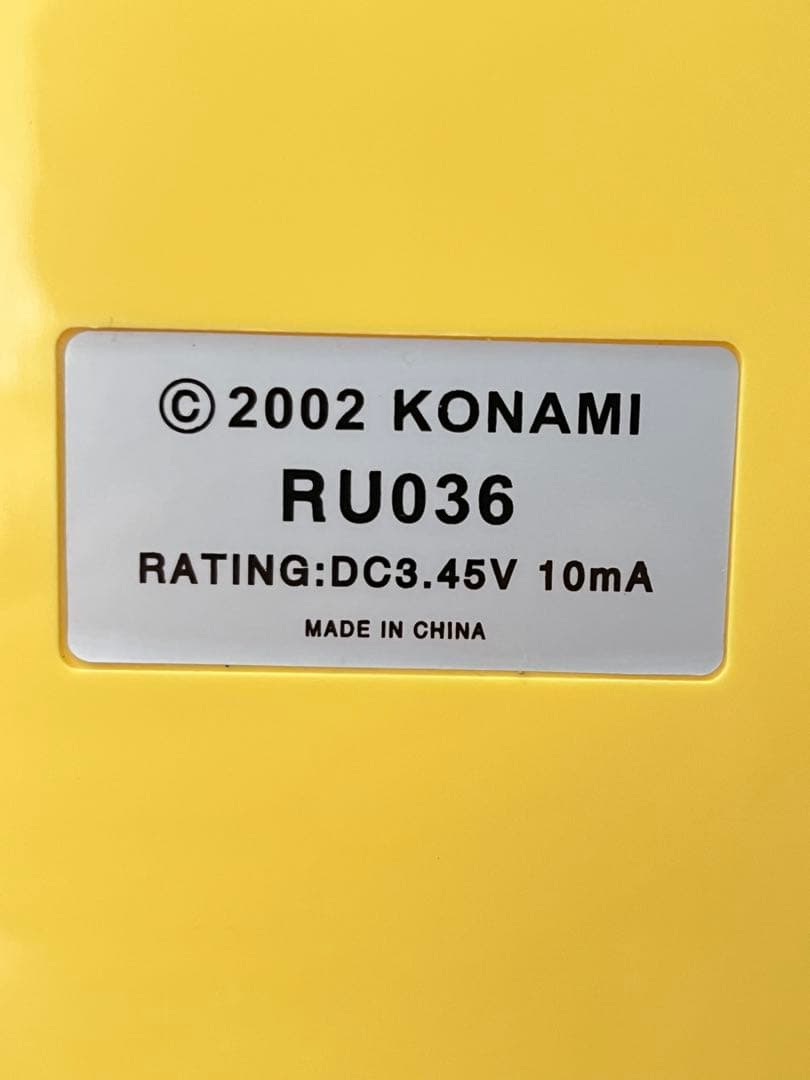 ©2002 KONAMI
RU036
RATING:DC3.45V 10mA
MADE IN CHINA